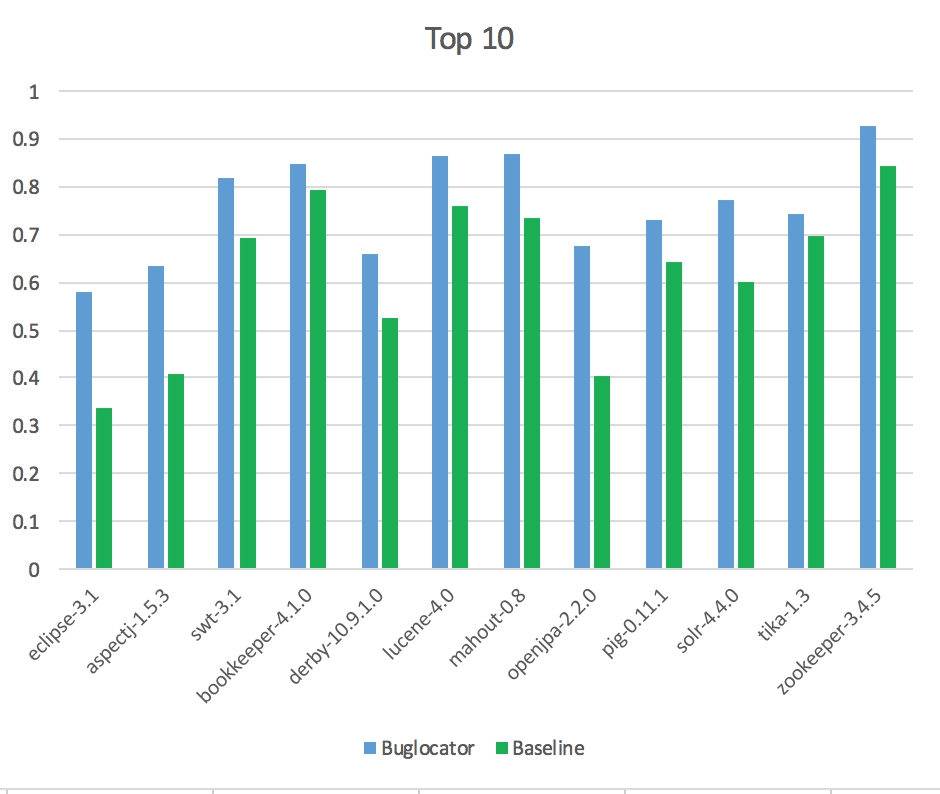 Top 10
1
0.9
0.8
0.7
0.6
0.5
0.4
0.3
0.2
0.1
0
eclipse-3.1
aspectj-1.5.3
swt-3.1
bookkeeper-4.1.0
derby-10.9.1.0
lucene-4.0
mahout-0.8
openjpa-2.2.0
pig-0.11.1
solr-4.4.0
tika-1.3
zookeeper-3.4.5
Buglocator Baseline